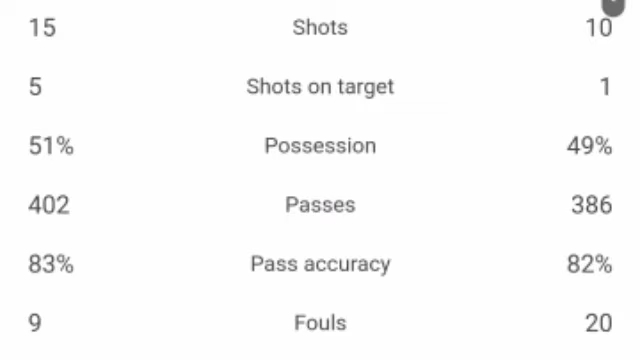 15 Shots 10
5 Shots on target 1
51% Possession 49%
402 Passes 386
83% Pass accuracy 82%
9 Fouls 20